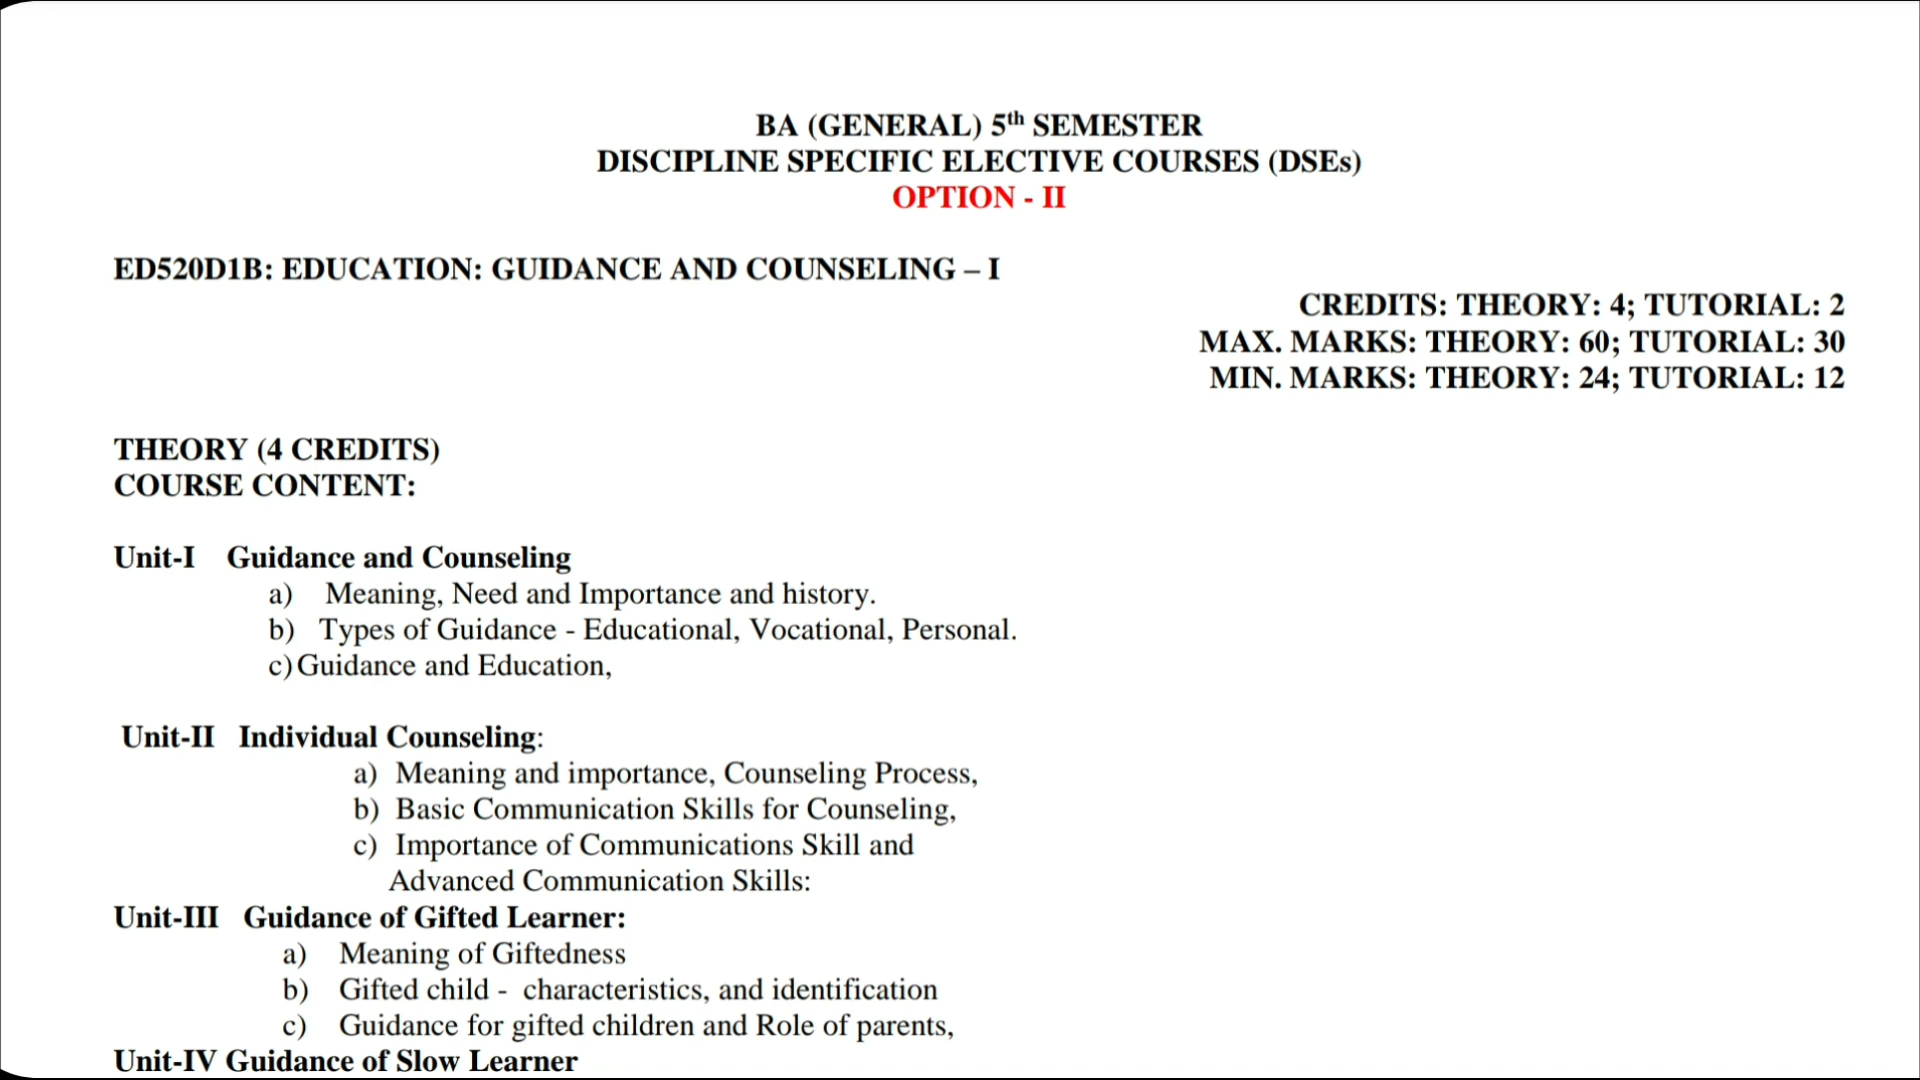 BA (GENERAL) 5th SEMESTER
DISCIPLINE SPECIFIC ELECTIVE COURSES (DSEs)
OPTION - II
ED520D1B: EDUCATION: GUIDANCE AND COUNSELING – I
CREDITS: THEORY: 4; TUTORIAL: 2
MAX. MARKS: THEORY: 60; TUTORIAL: 30
MIN. MARKS: THEORY: 24; TUTORIAL: 12
THEORY (4 CREDITS)
COURSE CONTENT:
Unit-I Guidance and Counseling
a) Meaning, Need and Importance and history.
b) Types of Guidance - Educational, Vocational, Personal.
c) Guidance and Education,
Unit-II Individual Counseling:
a) Meaning and importance, Counseling Process,
b) Basic Communication Skills for Counseling,
c) Importance of Communications Skill and
Advanced Communication Skills:
Unit-III Guidance of Gifted Learner:
a) Meaning of Giftedness
b) Gifted child - characteristics, and identification
c) Guidance for gifted children and Role of parents,
Unit-IV Guidance of Slow Learner